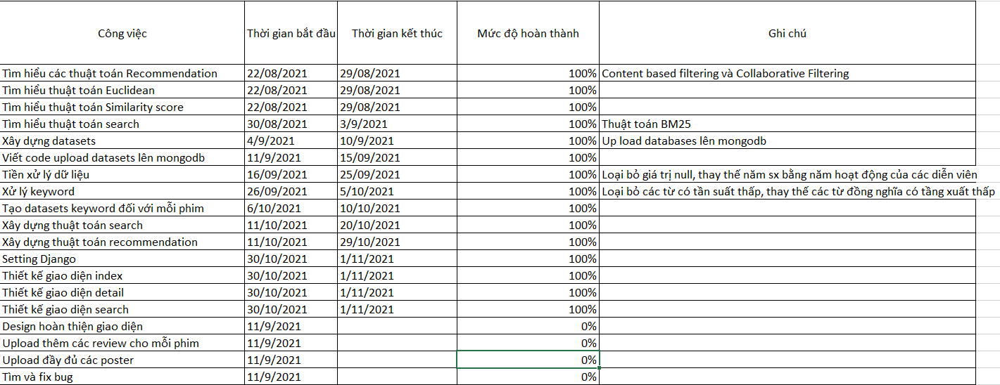 Công việc Thời gian bắt đầu Thời gian kết thúc Mức độ hoàn thành Ghi chú
Tìm hiểu các thuật toán Recommendation 22/08/2021 29/08/2021 100% Content based filtering và Collaborative Filtering
Tìm hiểu thuật toán Euclidean 22/08/2021 29/08/2021 100%
Tìm hiểu thuật toán Similarity score 22/08/2021 29/08/2021 100%
Tìm hiểu thuật toán search 30/08/2021 3/9/2021 100% Thuật toán BM25
Xây dựng datasets 4/9/2021 10/9/2021 100% Up load databases lên mongodb
Viết code upload datasets lên mongodb 11/9/2021 15/09/2021 100%
Tiền xử lý dữ liệu 16/09/2021 25/09/2021 100% Loại bỏ giá trị null, thay thế năm sx bằng năm hoạt động của các diễn viên
Xử lý keyword 26/09/2021 5/10/2021 100% Loại bỏ các từ có tần suất thấp, thay thế các từ đồng nghĩa có tầng xuất thấp
Tạo datasets keyword đối với mỗi phim 6/10/2021 10/10/2021 100%
Xây dựng thuật toán search 11/10/2021 20/10/2021 100%
Xây dựng thuật toán recommendation 11/10/2021 29/10/2021 100%
Setting Django 30/10/2021 1/11/2021 100%
Thiết kế giao diện index 30/10/2021 1/11/2021 100%
Thiết kế giao diện detail 30/10/2021 1/11/2021 100%
Thiết kế giao diện search 30/10/2021 1/11/2021 100%
Design hoàn thiện giao diện 11/9/2021 0%
Upload thêm các review cho mỗi phim 11/9/2021 0%
Upload đầy đủ các poster 11/9/2021 0%
Tìm và fix bug 11/9/2021 0%